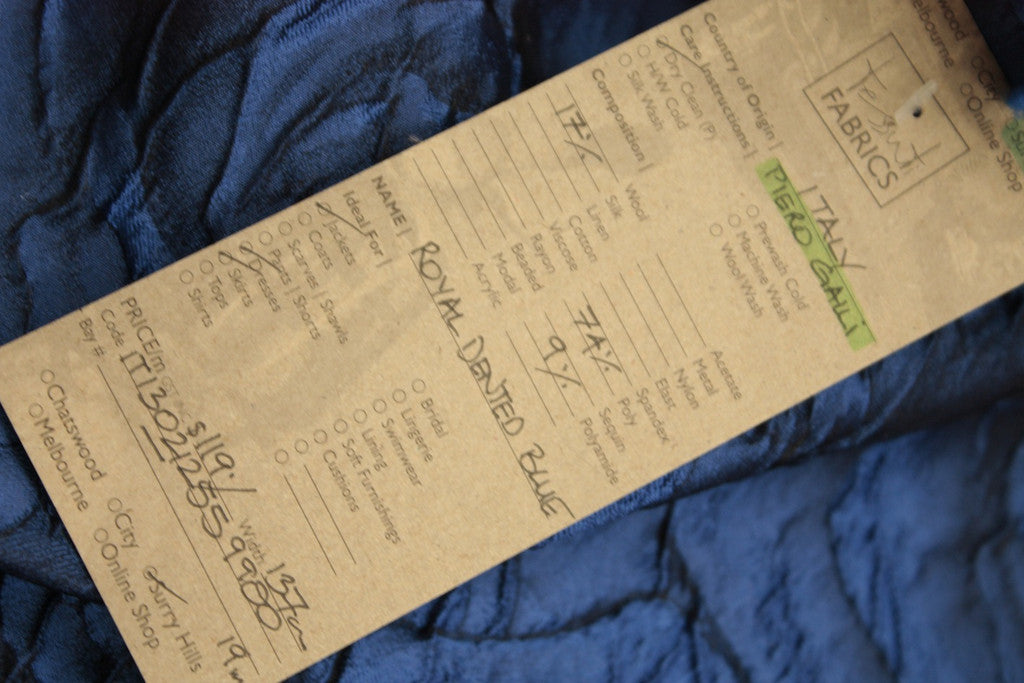 elbourne
City
Online Shop
Tessuti
FABRICS
Country of Origin | ITALY
PIERO GALLI
Care Instructions |
Dry Clean (P)
H/W Cold
Silk Wash
Prewash Cold
Machine Wash
Wool Wash
Composition |
Wool
17% Silk
Linen
Cotton
Viscose
Rayon
Beaded
Modal
Acrylic
Acetate
Metal
Nylon
Elast
Spandex
74% Poly
Sequin
9% Polyamide
NAME | ROYAL DENTED BLUE
Ideal For |
Jackets
Coats
Scarves | Shawls
Pants | Shorts
Dresses
Skirts
Tops
Shirts
Bridal
Lingerie
Swimwear
Lining
Soft Furnishings
Cushions
PRICE/m $119 Width 137cm
Code IT130212559900
Bay # 19m
Chatswood
City
Surry Hills
Melbourne
Online Shop